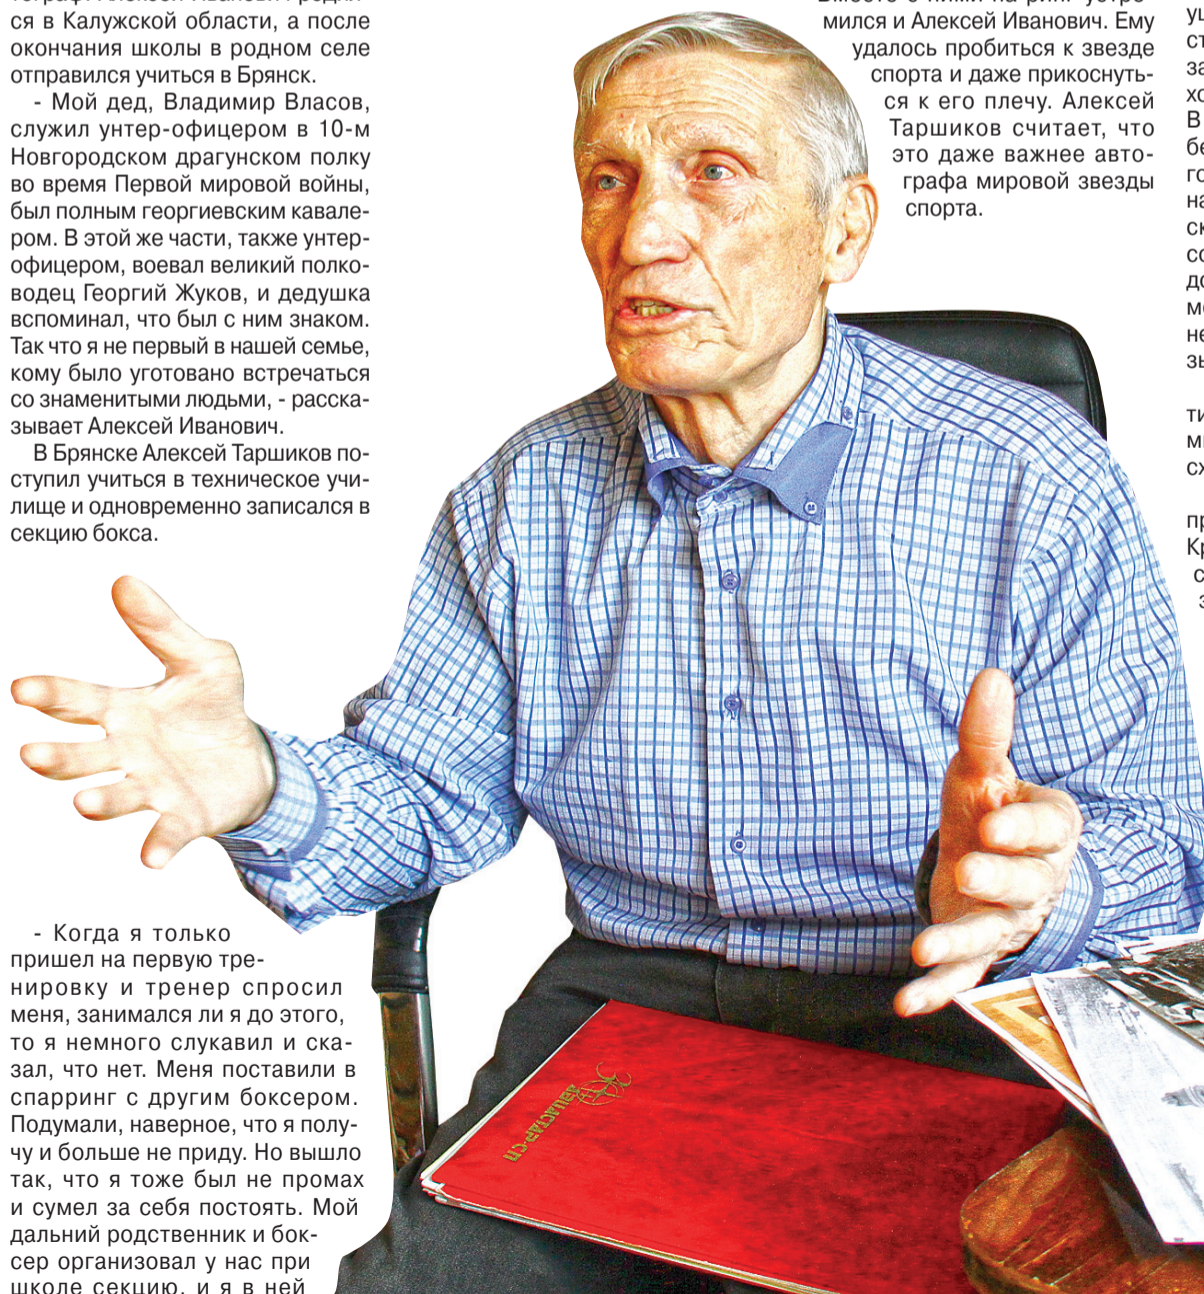 ся в Калужской области, а после
окончания школы в родном селе
отправился учиться в Брянск.
- Мой дед, Владимир Власов,
служил унтер-офицером в 10-м
Новгородском драгунском полку
во время Первой мировой войны,
был полным георгиевским кавале-
ром. В этой же части, также унтер-
офицером, воевал великий полко-
водец Георгий Жуков, и дедушка
вспоминал, что был с ним знаком.
Так что я не первый в нашей семье,
кому было уготовано встречаться
со знаменитыми людьми, - расска-
зывает Алексей Иванович.
В Брянске Алексей Таршиков по-
ступил учиться в техническое учи-
лище и одновременно записался в
секцию бокса.
- Когда я только
пришел на первую тре-
нировку и тренер спросил
меня, занимался ли я до этого,
то я немного слукавил и ска-
зал, что нет. Меня поставили в
спарринг с другим боксером.
Подумали, наверное, что я полу-
чу и больше не приду. Но вышло
так, что я тоже был не промах
и сумел за себя постоять. Мой
дальний родственник и бок-
сер организовал у нас при
школе секцию, и я в ней
мился и Алексей Иванович. Ему
удалось пробиться к звезде
спорта и даже прикоснуть-
ся к его плечу. Алексей
Таршиков считает, что
это даже важнее авто-
графа мировой звезды
спорта.